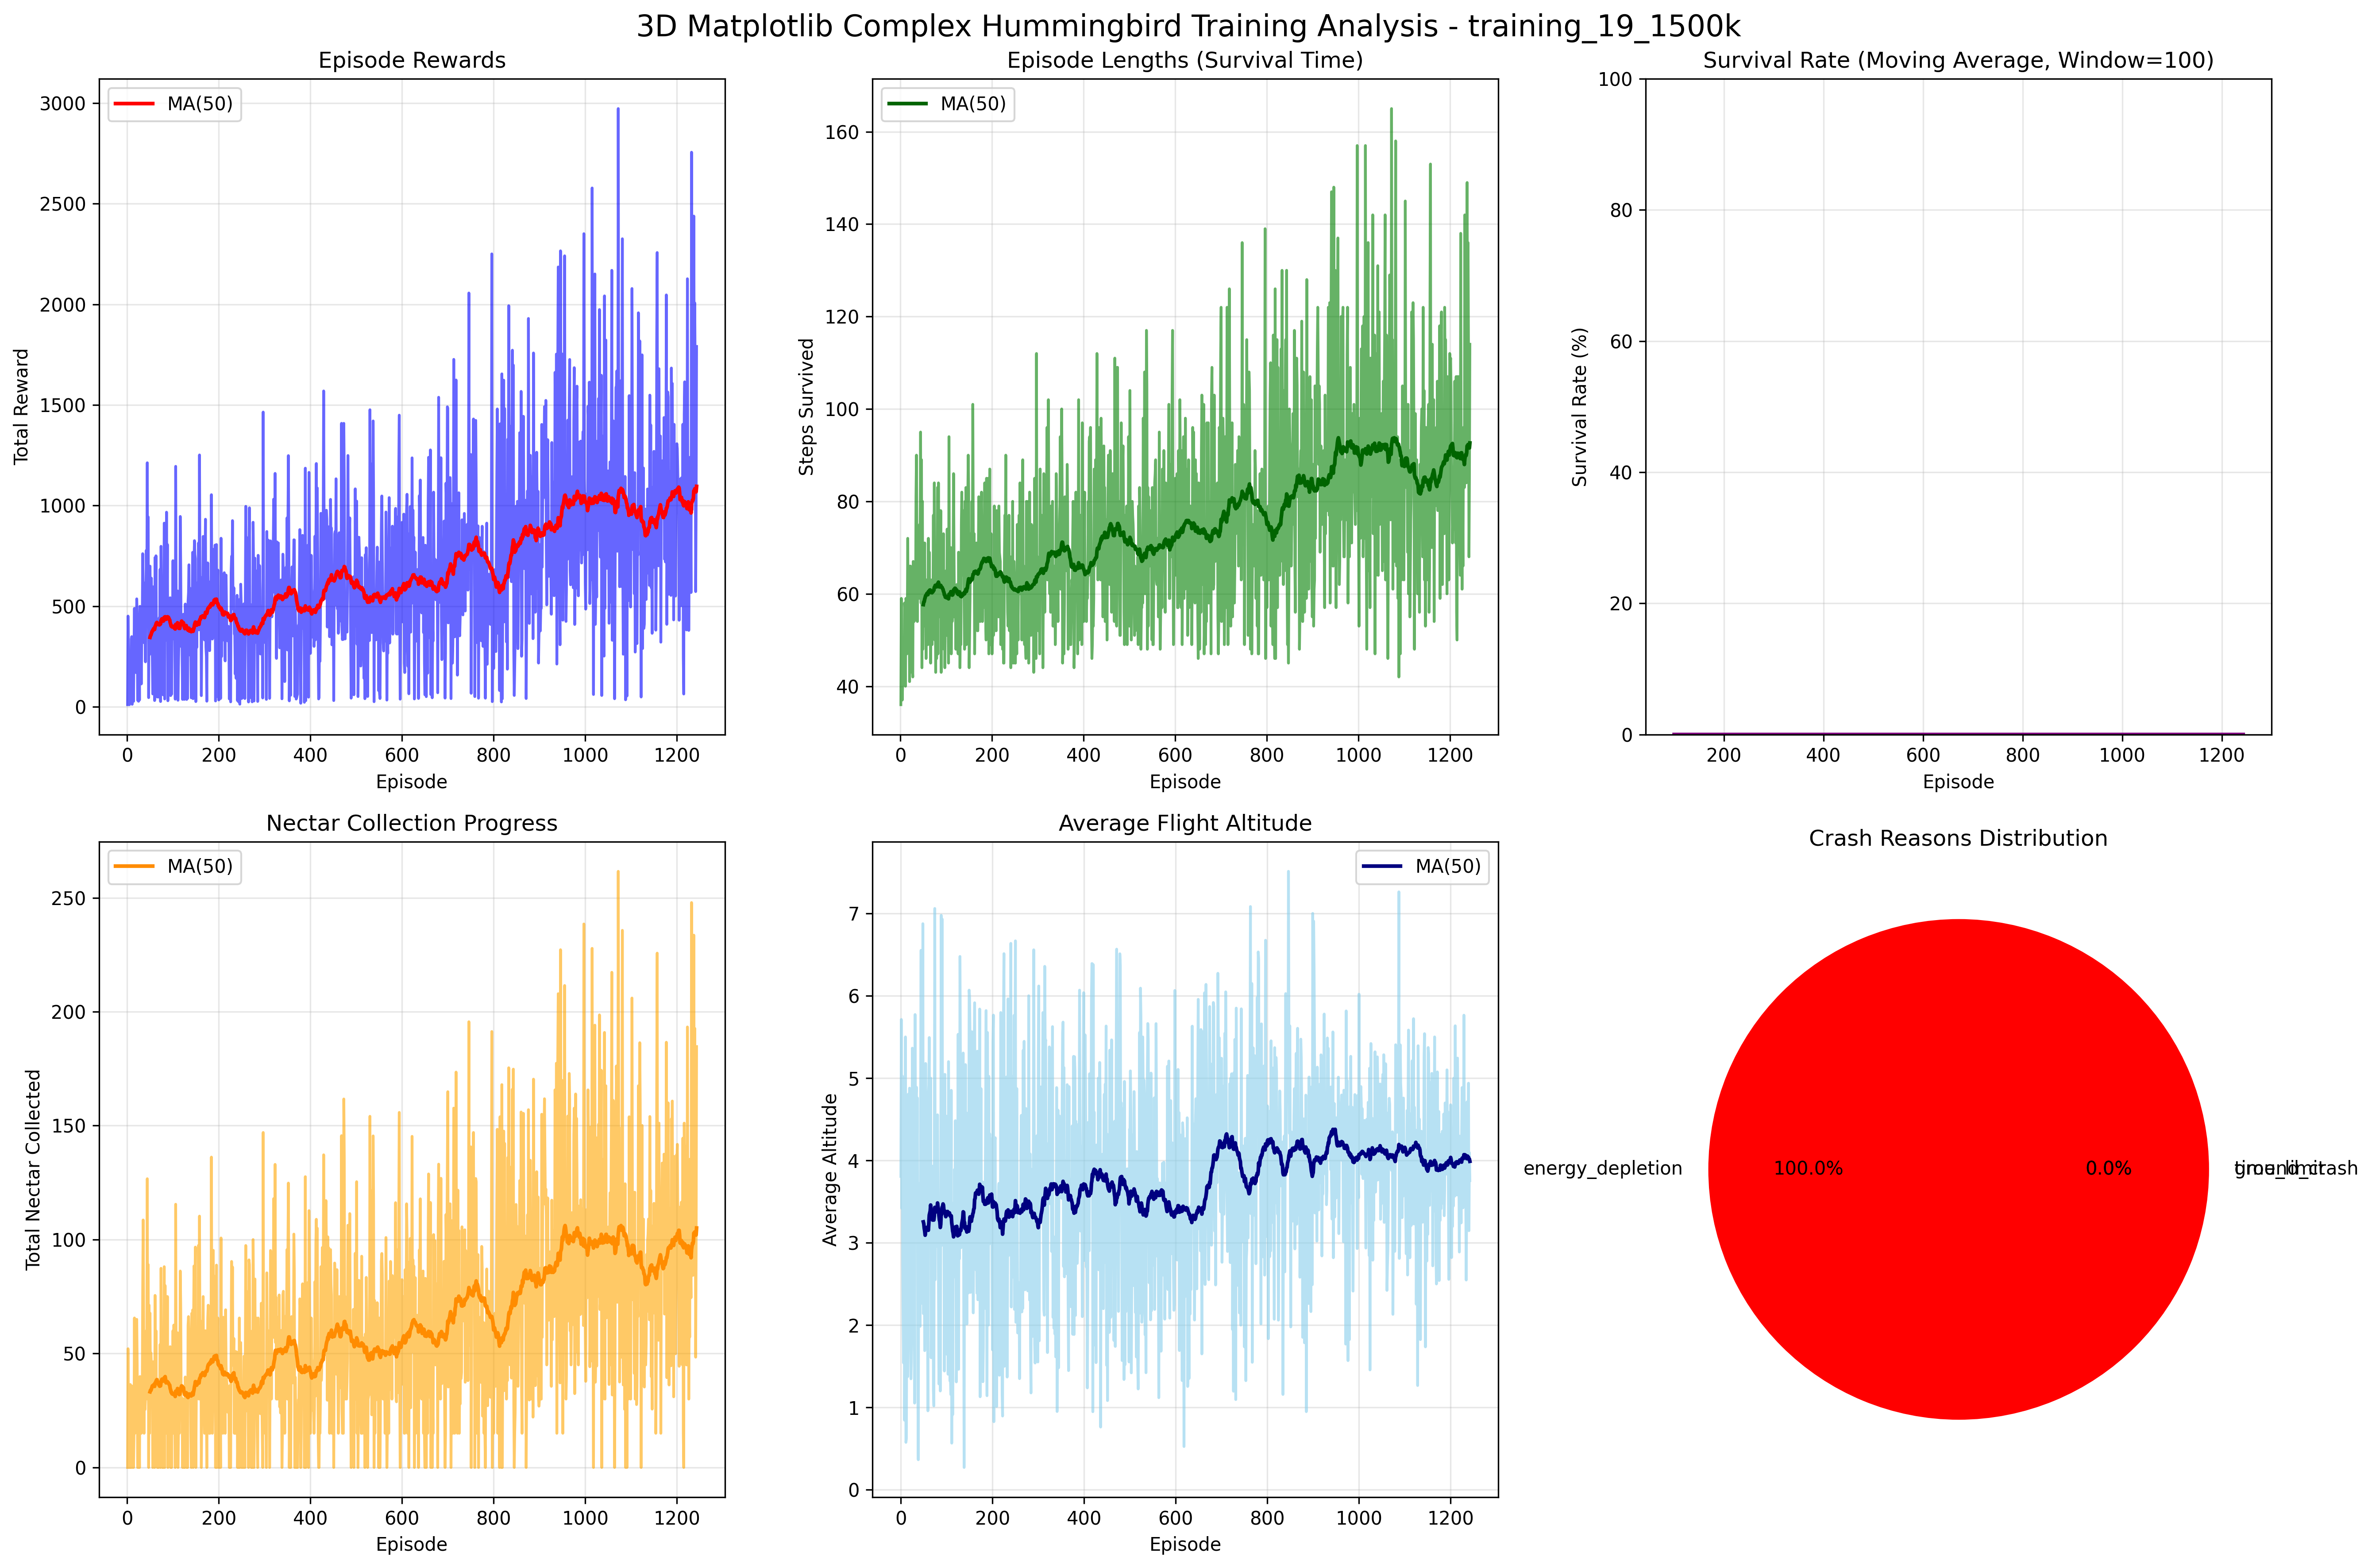 3D Matplotlib Complex Hummingbird Training Analysis - training_19_1500k
Episode Rewards
MA(50)
Total Reward
3000
2500
2000
1500
1000
500
0
0 200 400 600 800 1000 1200
Episode
Episode Lengths (Survival Time)
MA(50)
Steps Survived
160
140
120
100
80
60
40
0 200 400 600 800 1000 1200
Episode
Survival Rate (Moving Average, Window=100)
Survival Rate (%)
100
80
60
40
20
0
200 400 600 800 1000 1200
Episode
Nectar Collection Progress
MA(50)
Total Nectar Collected
250
200
150
100
50
0
0 200 400 600 800 1000 1200
Episode
Average Flight Altitude
MA(50)
Average Altitude
7
6
5
4
3
2
1
0
0 200 400 600 800 1000 1200
Episode
Crash Reasons Distribution
energy_depletion
100.0%
0.0%
time_limit
ground_crash